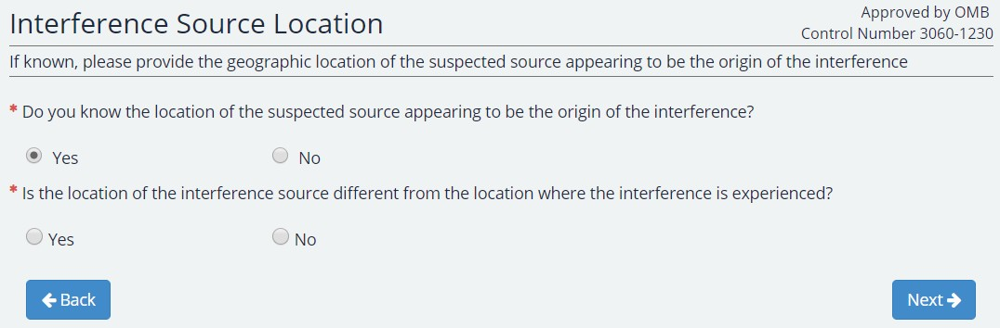 Interference Source Location
Approved by OMB
Control Number 3060-1230
If known, please provide the geographic location of the suspected source appearing to be the origin of the interference
* Do you know the location of the suspected source appearing to be the origin of the interference?
Yes No
* Is the location of the interference source different from the location where the interference is experienced?
Yes No
Back Next